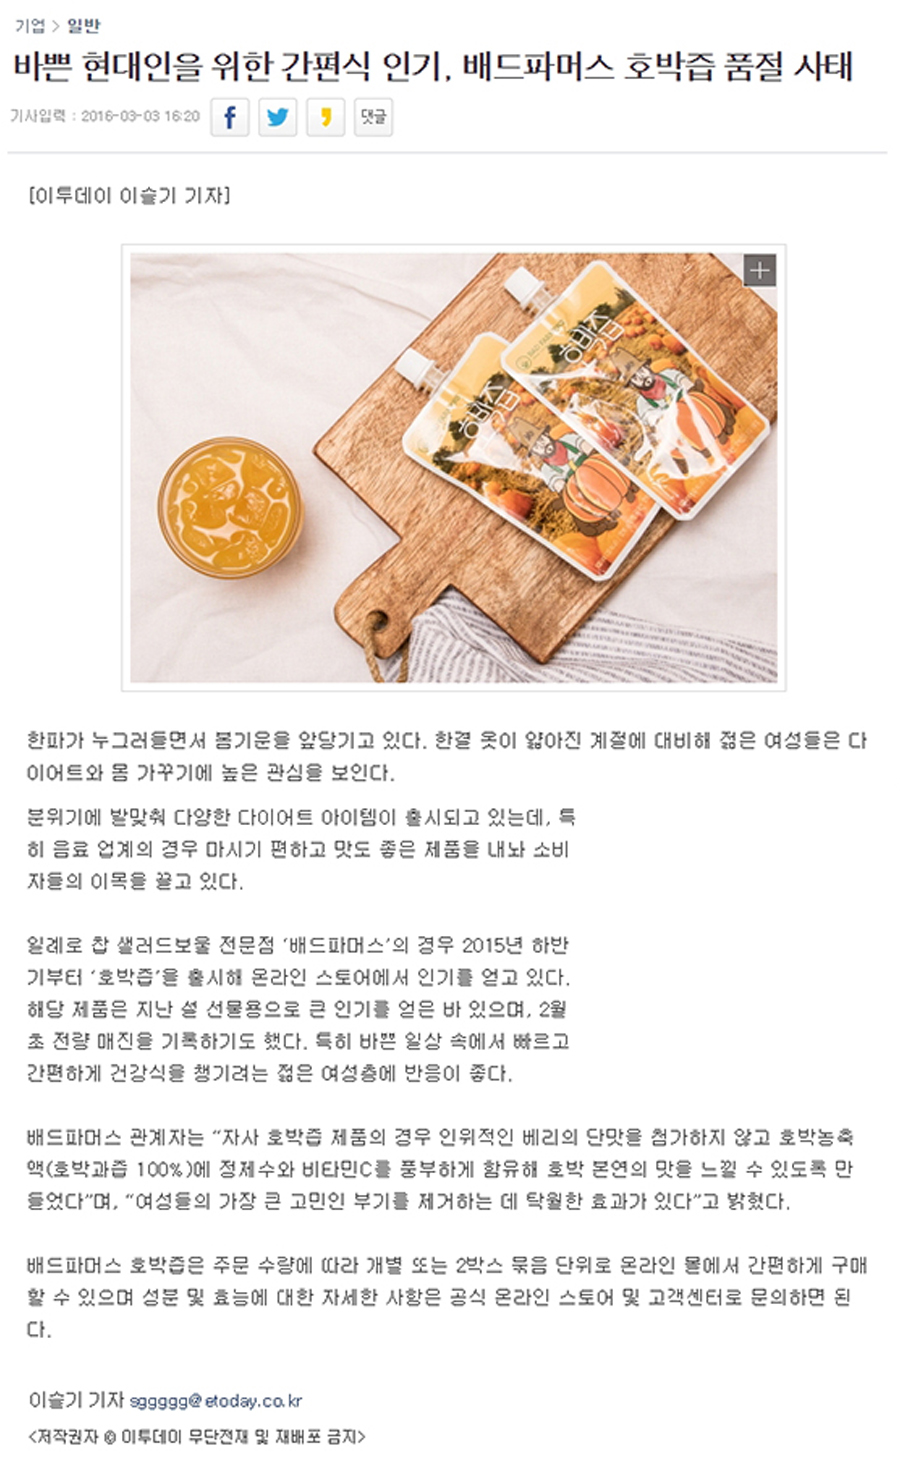 기업 > 일반
바쁜 현대인을 위한 간편식 인기, 배드파머스 호박즙 품절 사태
기사입력 : 2016-03-03 16:20
댓글
[이투데이 이슬기 기자]
호박즙
호박즙
한파가 누그러들면서 봄기운을 앞당기고 있다. 한결 옷이 얇아진 계절에 대비해 젊은 여성들은 다
이어트와 몸 가꾸기에 높은 관심을 보인다.
분위기에 발맞춰 다양한 다이어트 아이템이 출시되고 있는데, 특
히 음료 업계의 경우 마시기 편하고 맛도 좋은 제품을 내놔 소비
자들의 이목을 끌고 있다.
일례로 찹 샐러드보울 전문점 ‘배드파머스’의 경우 2015년 하반
기부터 ‘호박즙’을 출시해 온라인 스토어에서 인기를 얻고 있다.
해당 제품은 지난 설 선물용으로 큰 인기를 얻은 바 있으며, 2월
초 전량 매진을 기록하기도 했다. 특히 바쁜 일상 속에서 빠르고
간편하게 건강식을 챙기려는 젊은 여성층에 반응이 좋다.
배드파머스 관계자는 “자사 호박즙 제품의 경우 인위적인 베리의 단맛을 첨가하지 않고 호박농축
액(호박과즙 100%)에 정제수와 비타민C를 풍부하게 함유해 호박 본연의 맛을 느낄 수 있도록 만
들었다”며, “여성들의 가장 큰 고민인 부기를 제거하는 데 탁월한 효과가 있다”고 밝혔다.
배드파머스 호박즙은 주문 수량에 따라 개별 또는 2박스 묶음 단위로 온라인 몰에서 간편하게 구매
할 수 있으며 성분 및 효능에 대한 자세한 사항은 공식 온라인 스토어 및 고객센터로 문의하면 된
다.
이슬기 기자 sggggg@etoday.co.kr
<저작권자 © 이투데이 무단전재 및 재배포 금지>